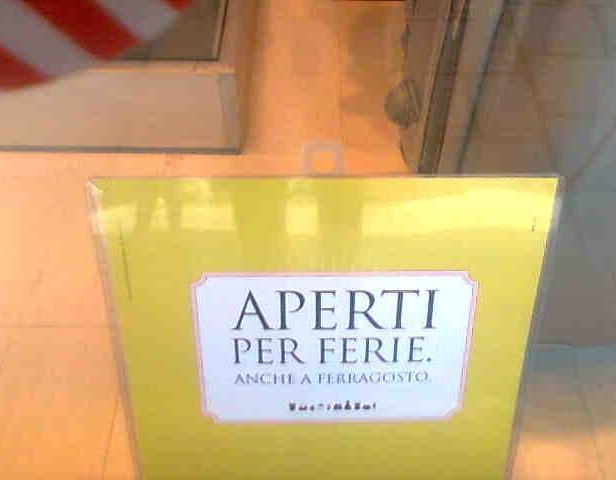 APERTI
PER FERIE.
ANCHE A FERRAGOSTO.